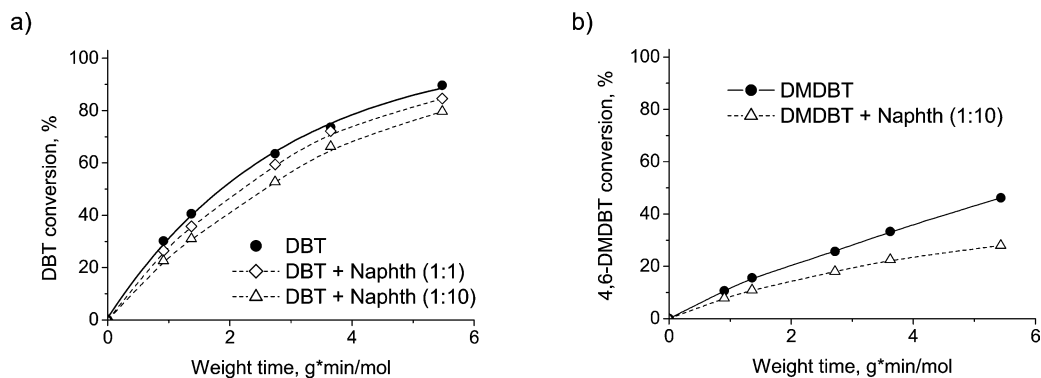 a)
DBT conversion, %
100
80
60
40
20
0
0
2
4
6
Weight time, g*min/mol
DBT
DBT + Naphth (1:1)
DBT + Naphth (1:10)
b)
4,6-DMDBT conversion, %
100
80
60
40
20
0
0
2
4
6
Weight time, g*min/mol
DMDBT
DMDBT + Naphth (1:10)